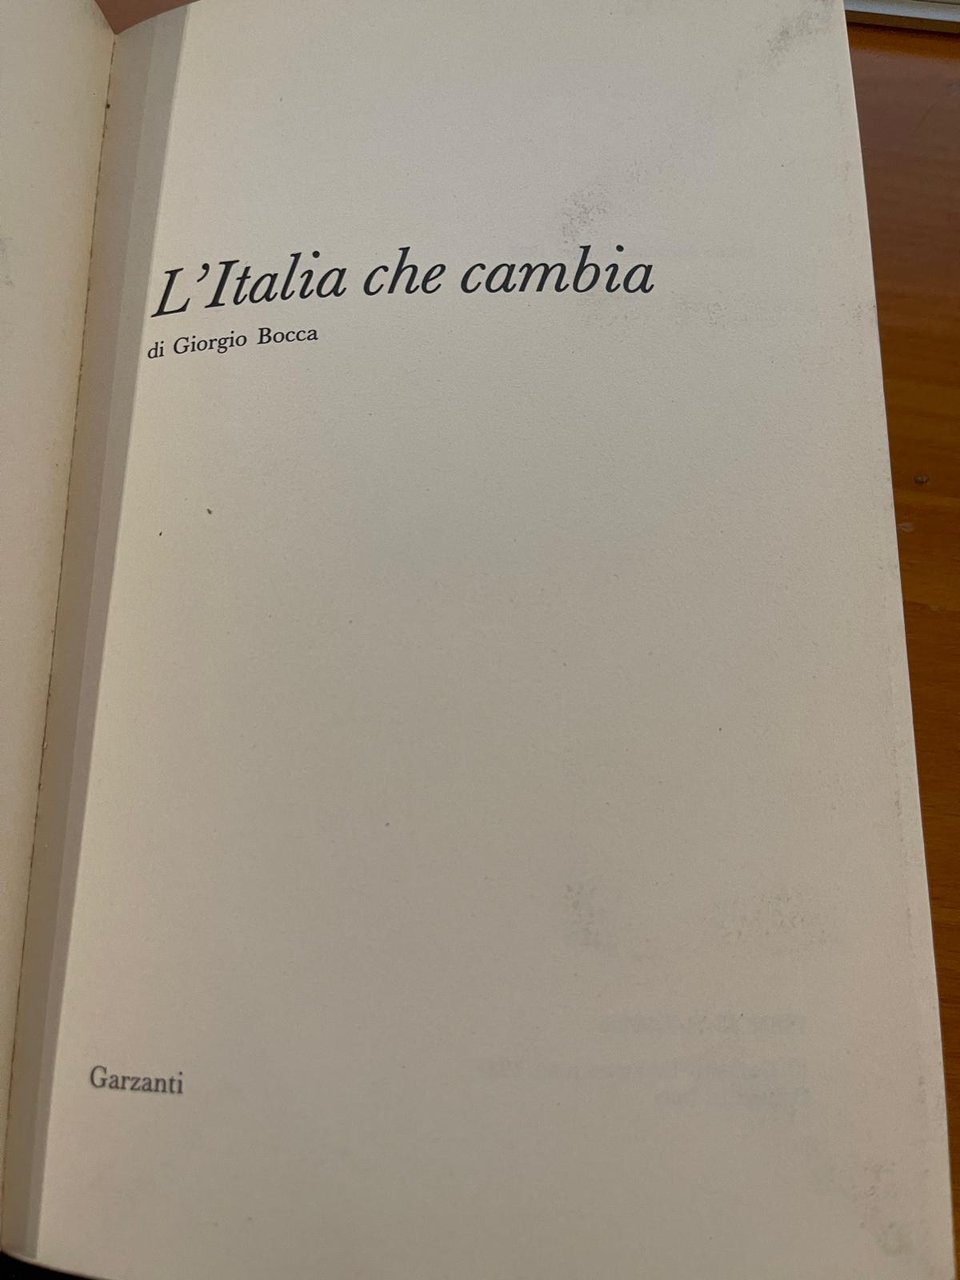 L'Italia che cambia
di Giorgio Bocca
Garzanti